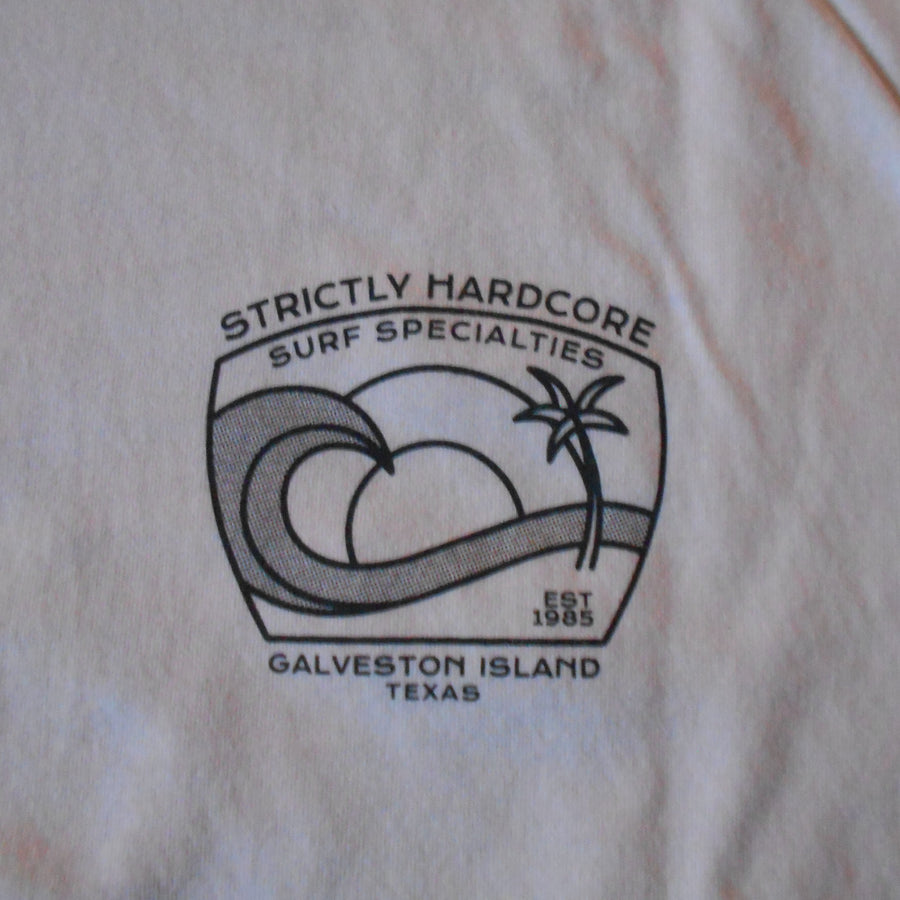 STRICTLY HARDCORE
SURF SPECIALTIES
EST
1985
GALVESTON ISLAND
TEXAS